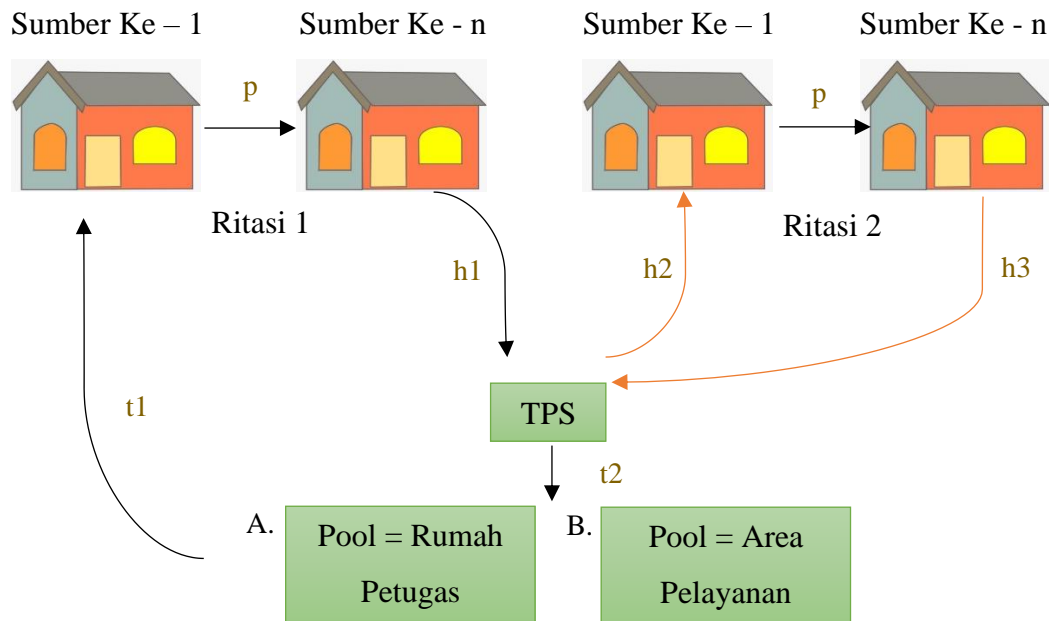 Sumber Ke – 1
Sumber Ke - n
Sumber Ke – 1
Sumber Ke - n
p
p
Ritasi 1
Ritasi 2
h1
h2
h3
TPS
t1
t2
A.
Pool = Rumah
Petugas
B.
Pool = Area
Pelayanan